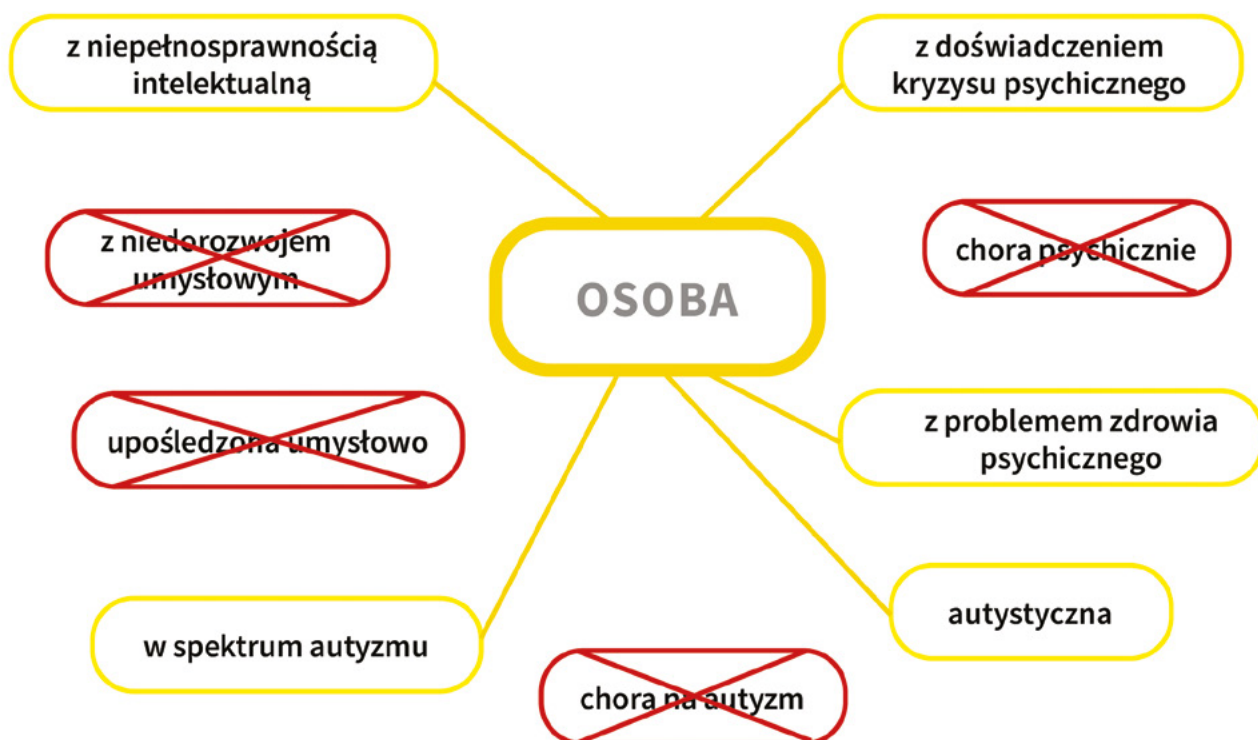 z niepełnosprawnością
intelektualną
z doświadczeniem
kryzysu psychicznego
z niedorozwojem
umysłowym
OSOBA
chora psychicznie
upośledzona umysłowo
z problemem zdrowia
psychicznego
w spektrum autyzmu
autystyczna
chora na autyzm